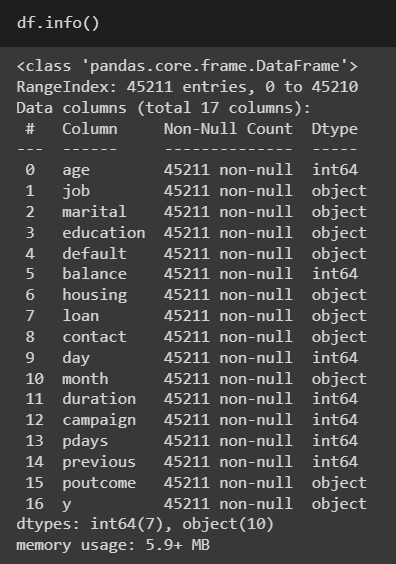 df.info()
<class 'pandas.core.frame.DataFrame'>
RangeIndex: 45211 entries, 0 to 45210
Data columns (total 17 columns):
 #   Column     Non-Null Count  Dtype
---  ------     --------------  -----
 0   age        45211 non-null  int64
 1   job        45211 non-null  object
 2   marital    45211 non-null  object
 3   education  45211 non-null  object
 4   default    45211 non-null  object
 5   balance    45211 non-null  int64
 6   housing    45211 non-null  object
 7   loan       45211 non-null  object
 8   contact    45211 non-null  object
 9   day        45211 non-null  int64
 10  month      45211 non-null  object
 11  duration   45211 non-null  int64
 12  campaign   45211 non-null  int64
 13  pdays      45211 non-null  int64
 14  previous   45211 non-null  int64
 15  poutcome   45211 non-null  object
 16  y          45211 non-null  object
dtypes: int64(7), object(10)
memory usage: 5.9+ MB